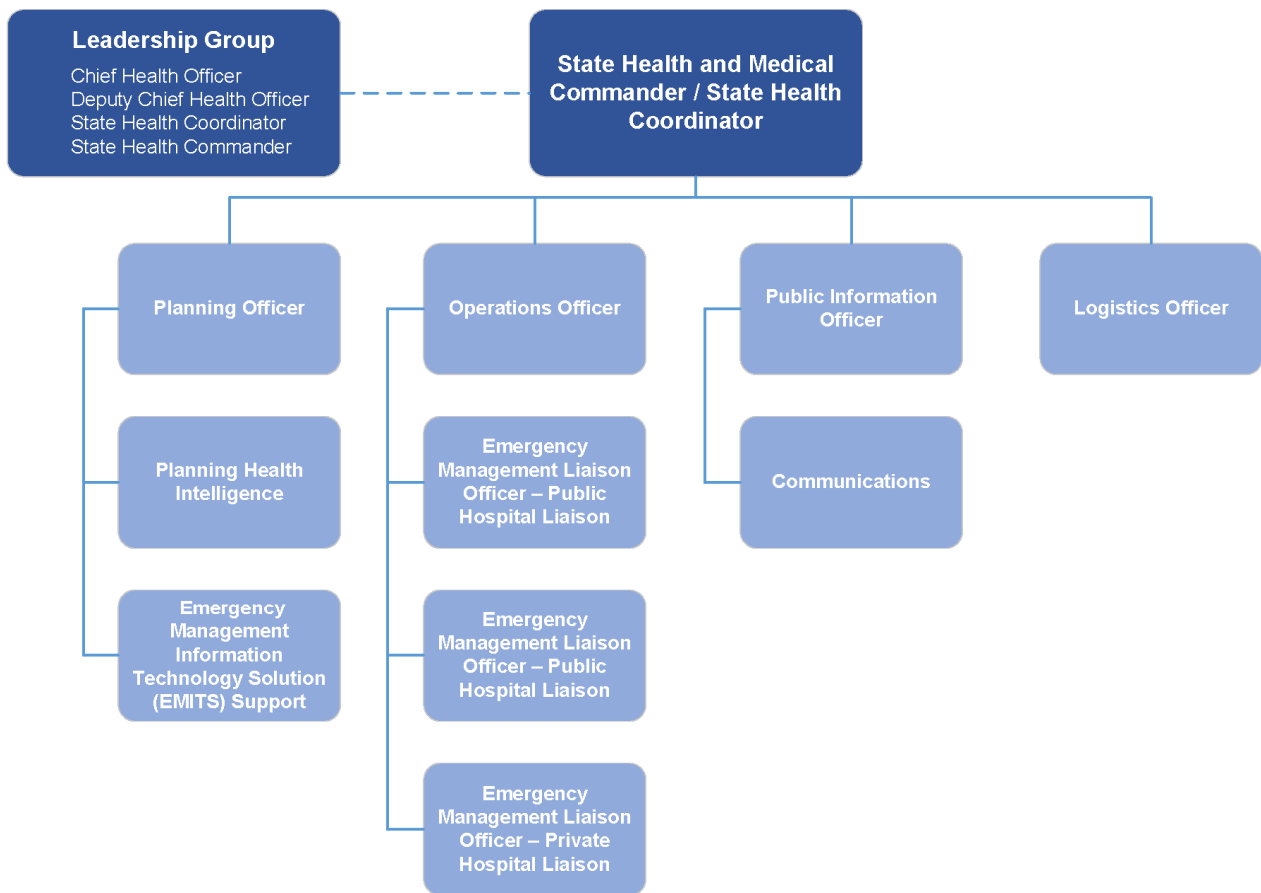 Leadership Group
Chief Health Officer
Deputy Chief Health Officer
State Health Coordinator
State Health Commander
State Health and Medical
Commander / State Health
Coordinator
Planning Officer
Operations Officer
Public Information
Officer
Logistics Officer
Planning Health
Intelligence
Emergency
Management Liaison
Officer – Public
Hospital Liaison
Communications
Emergency
Management
Information
Technology Solution
(EMITS) Support
Emergency
Management Liaison
Officer – Public
Hospital Liaison
Emergency
Management Liaison
Officer – Private
Hospital Liaison